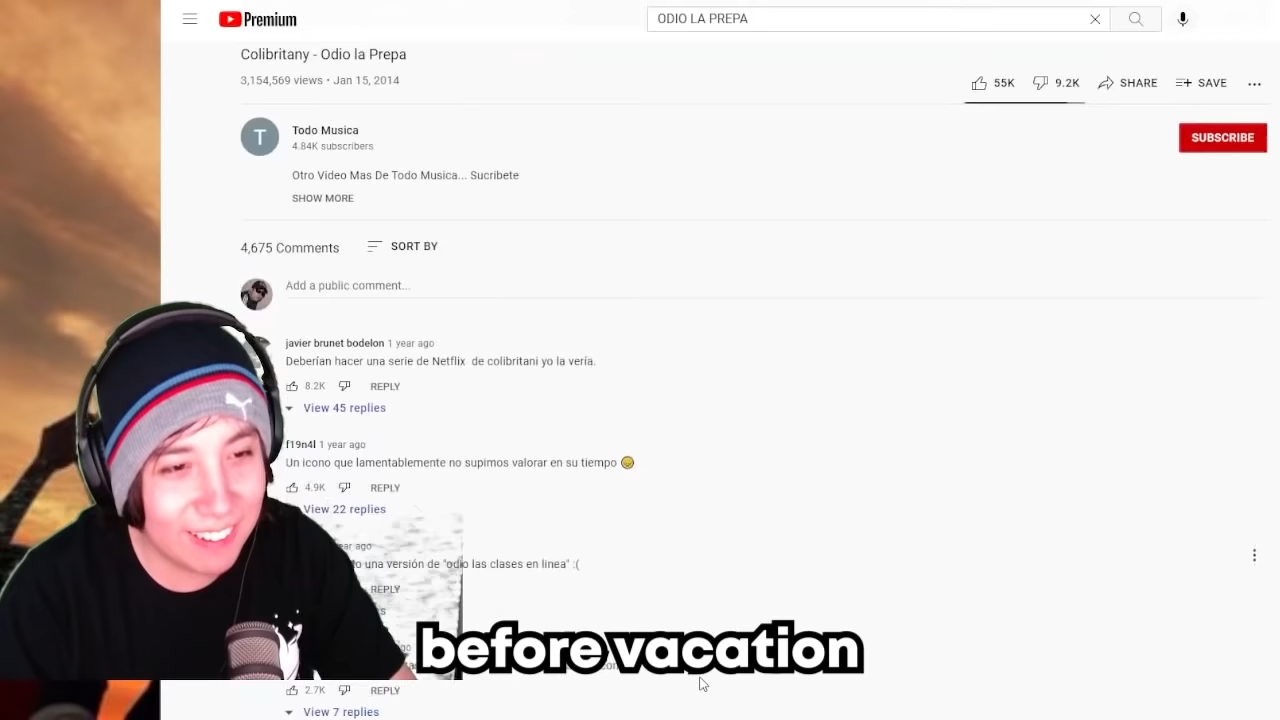 Premium
ODIO LA PREPA
Colibritany - Odio la Prepa
3,154,569 views • Jan 15, 2014
55K
9.2K
SHARE
SAVE
T
Todo Musica
4.84K subscribers
SUBSCRIBE
Otro Video Mas De Todo Musica... Sucribete
SHOW MORE
4,675 Comments
SORT BY
Add a public comment...
javier brunet bodelon 1 year ago
Deberían hacer una serie de Netflix de colibritani yo la vería.
8.2K
REPLY
View 45 replies
f19n4l 1 year ago
Un icono que lamentablemente no supimos valorar en su tiempo
4.9K
REPLY
View 22 replies
ago
una versión de "odio las clases en linea" :(
REPLY
before vacation
2.7K
REPLY
View 7 replies